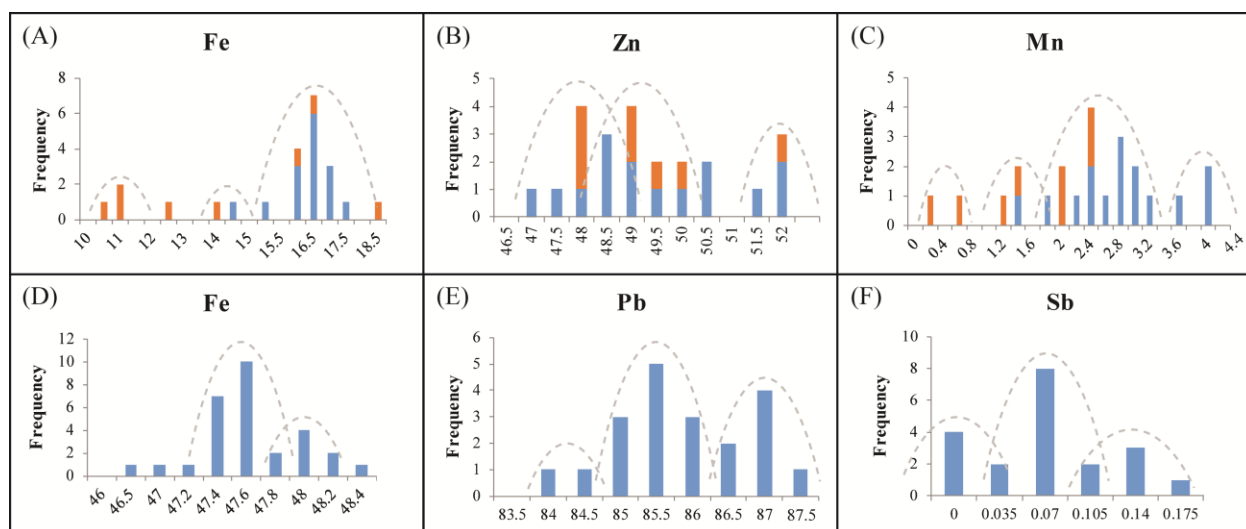 (A)
Fe
Frequency
8
6
4
2
0
10 11 12 13 14 15 15.5 16.5 17.5 18.5
(B)
Zn
Frequency
5
4
3
2
1
0
46.5 47 47.5 48 48.5 49 49.5 50 50.5 51 51.5 52
(C)
Mn
Frequency
5
4
3
2
1
0
0 0.4 0.8 1.2 1.6 2 2.4 2.8 3.2 3.6 4 4.4
(D)
Fe
Frequency
12
10
8
6
4
2
0
46 46.5 47 47.2 47.4 47.6 47.8 48 48.2 48.4
(E)
Pb
Frequency
6
5
4
3
2
1
0
83.5 84 84.5 85 85.5 86 86.5 87 87.5
(F)
Sb
Frequency
10
8
6
4
2
0
0 0.035 0.07 0.105 0.14 0.175